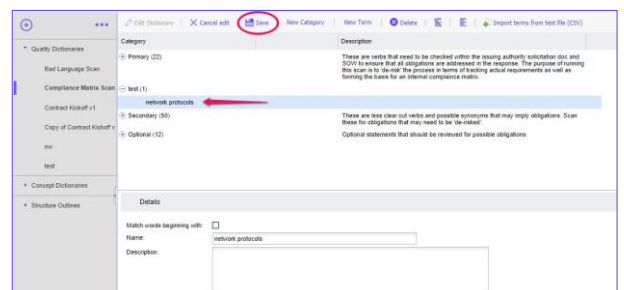 Edit Dictionary Cancel edit Save New Category New Term Delete Import terms from text file (CSV)
Category Description
Quality Dictionaries
Bad Language Scan
Compliance Matrix Scan
Contract Kickoff v1
Copy of Contract Kickoff v
test
Concept Dictionaries
Structure Outlines
Primary (22) These are verbs that need to be checked within the issuing authority solicitation doc and
SOW to ensure that all obligations are addressed in the response. The purpose of running
this scan is to 'de-risk' the process in terms of tracking actual requirements as well as
forming the basis for an internal compliance matrix.
test (1)
network protocols
Secondary (50) These are less clear cut verbs and possible synonyms that may imply obligations. Scan
these for obligations that may need to be 'de-risked'.
Optional (12) Optional statements that should be reviewed for possible obligations.
Details
Match words beginning with:
Name: network protocols
Description: